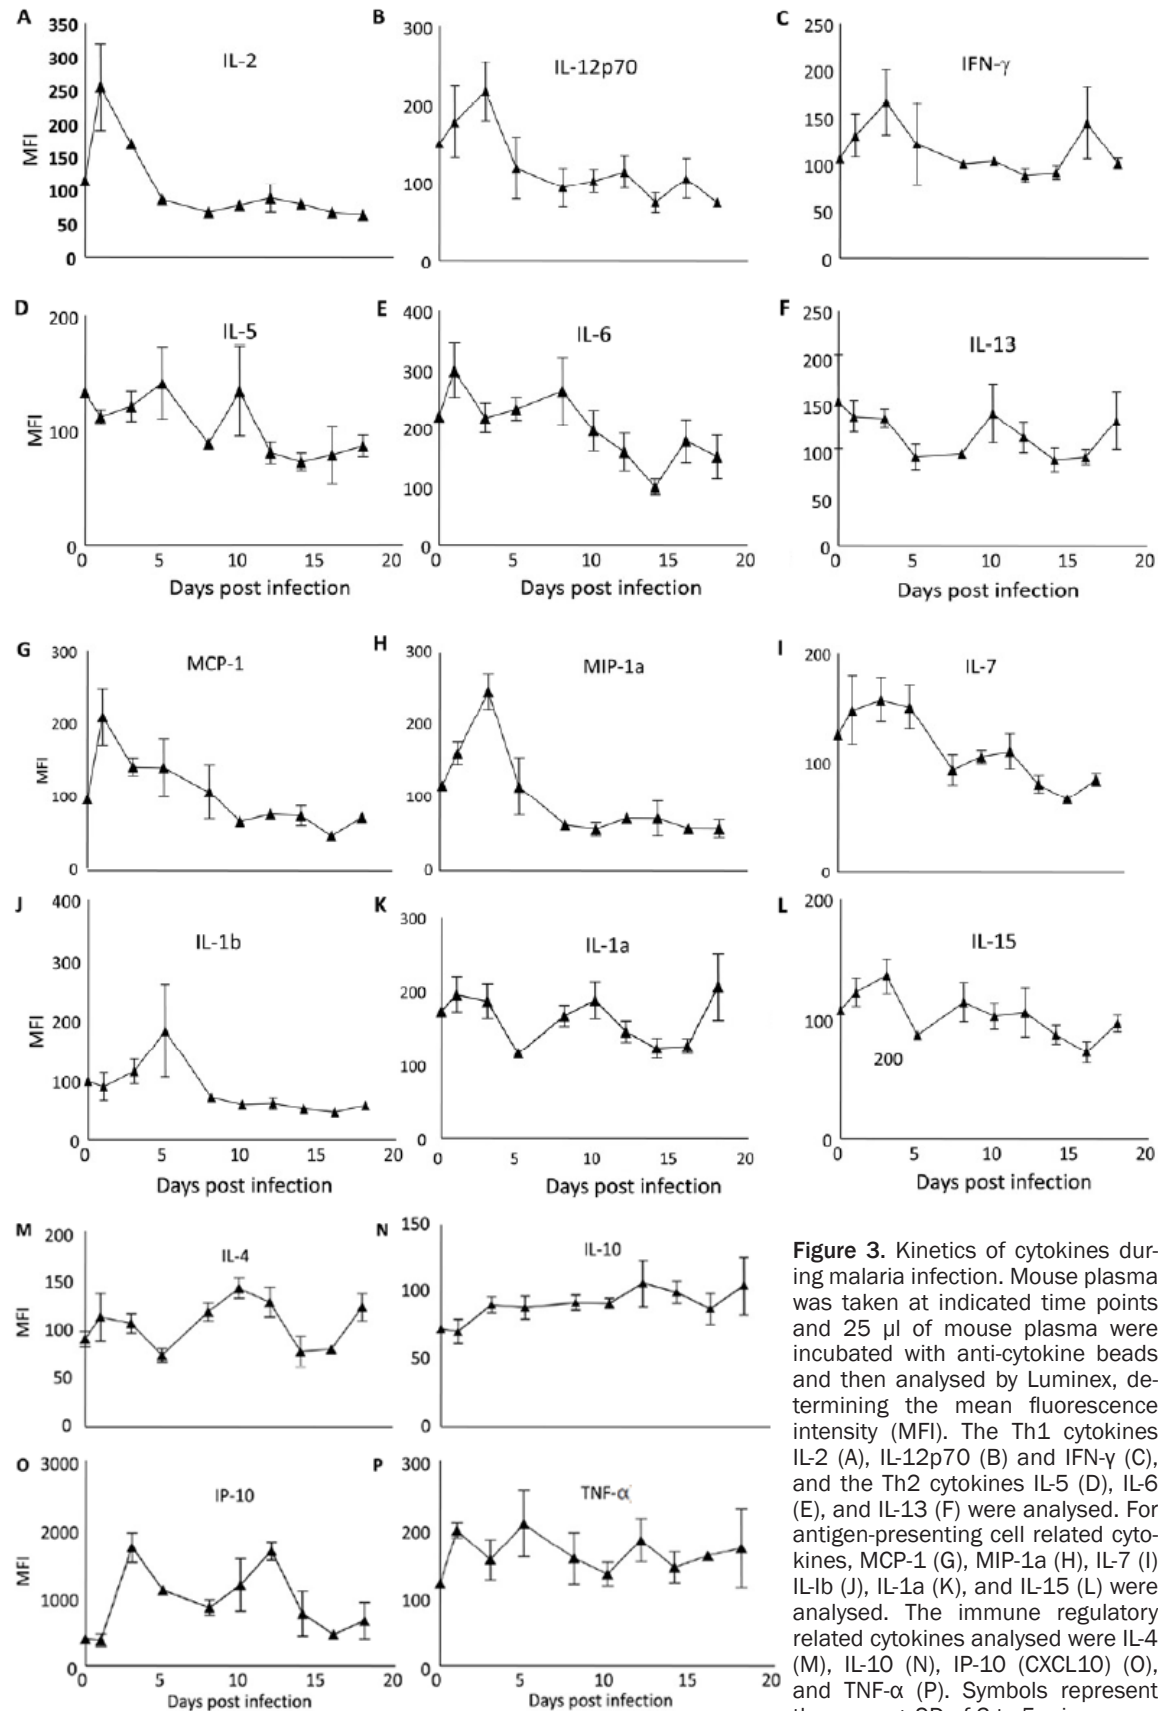 A
350
300
250
200
150
100
50
0
MFI
IL-2
B
300
200
100
0
IL-12p70
C
250
200
150
100
50
0
IFN-γ
D
200
100
0
MFI
IL-5
0 5 10 15 20
Days post infection
E
400
300
200
100
0
IL-6
0 5 10 15 20
Days post infection
F
250
200
150
100
50
0
IL-13
0 5 10 15 20
Days post infection
G
300
200
100
0
MFI
MCP-1
H
300
200
100
0
MIP-1a
I
200
100
0
IL-7
J
400
300
200
100
0
MFI
IL-1b
0 5 10 15 20
Days post infection
K
300
200
100
0
IL-1a
0 5 10 15 20
Days post infection
L
200
100
0
IL-15
200
0 5 10 15 20
Days post infection
M
200
150
100
50
0
MFI
IL-4
N
150
100
50
0
IL-10
O
3000
2000
1000
0
MFI
IP-10
0 5 10 15 20
Days post infection
P
300
200
100
0
TNF-α
0 5 10 15 20
Days post infection
Figure 3. Kinetics of cytokines dur-
ing malaria infection. Mouse plasma
was taken at indicated time points
and 25 µl of mouse plasma were
incubated with anti-cytokine beads
and then analysed by Luminex, de-
termining the mean fluorescence
intensity (MFI). The Th1 cytokines
IL-2 (A), IL-12p70 (B) and IFN-γ (C),
and the Th2 cytokines IL-5 (D), IL-6
(E), and IL-13 (F) were analysed. For
antigen-presenting cell related cyto-
kines, MCP-1 (G), MIP-1a (H), IL-7 (I)
IL-Ib (J), IL-1a (K), and IL-15 (L) were
analysed. The immune regulatory
related cytokines analysed were IL-4
(M), IL-10 (N), IP-10 (CXCL10) (O),
and TNF-α (P). Symbols represent